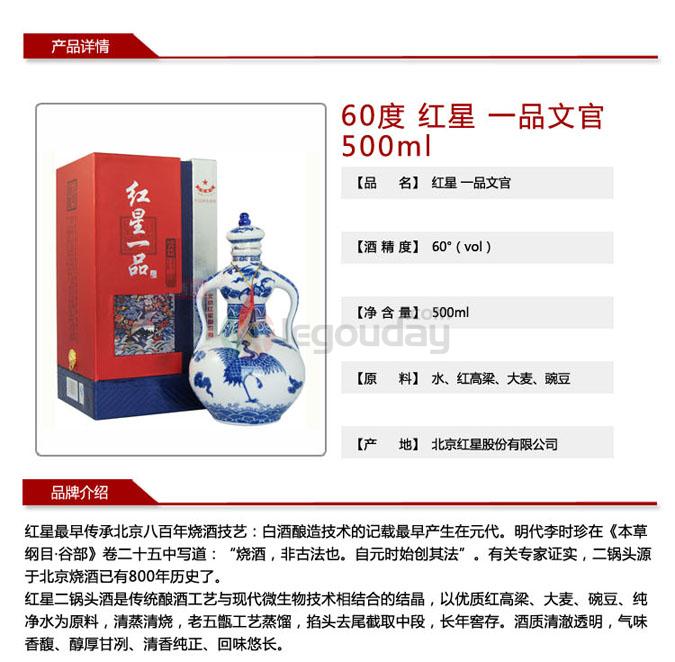 产品详情
60度 红星 一品文官
500ml
【品 名】 红星 一品文官
【酒 精 度】 60°（vol）
【净 含 量】 500ml
【原 料】 水、红高粱、大麦、豌豆
【产 地】 北京红星股份有限公司
红星一品
legouday
品牌介绍
红星最早传承北京八百年烧酒技艺：白酒酿造技术的记载最早产生在元代。明代李时珍在《本草
纲目·谷部》卷二十五中写道：“烧酒，非古法也。自元时始创其法”。有关专家证实，二锅头源
于北京烧酒已有800年历史了。
红星二锅头酒是传统酿酒工艺与现代微生物技术相结合的结晶，以优质红高粱、大麦、豌豆、纯
净水为原料，清蒸清烧，老五甑工艺蒸馏，掐头去尾截取中段，长年窖存。酒质清澈透明，气味
香馥、醇厚甘冽、清香纯正、回味悠长。